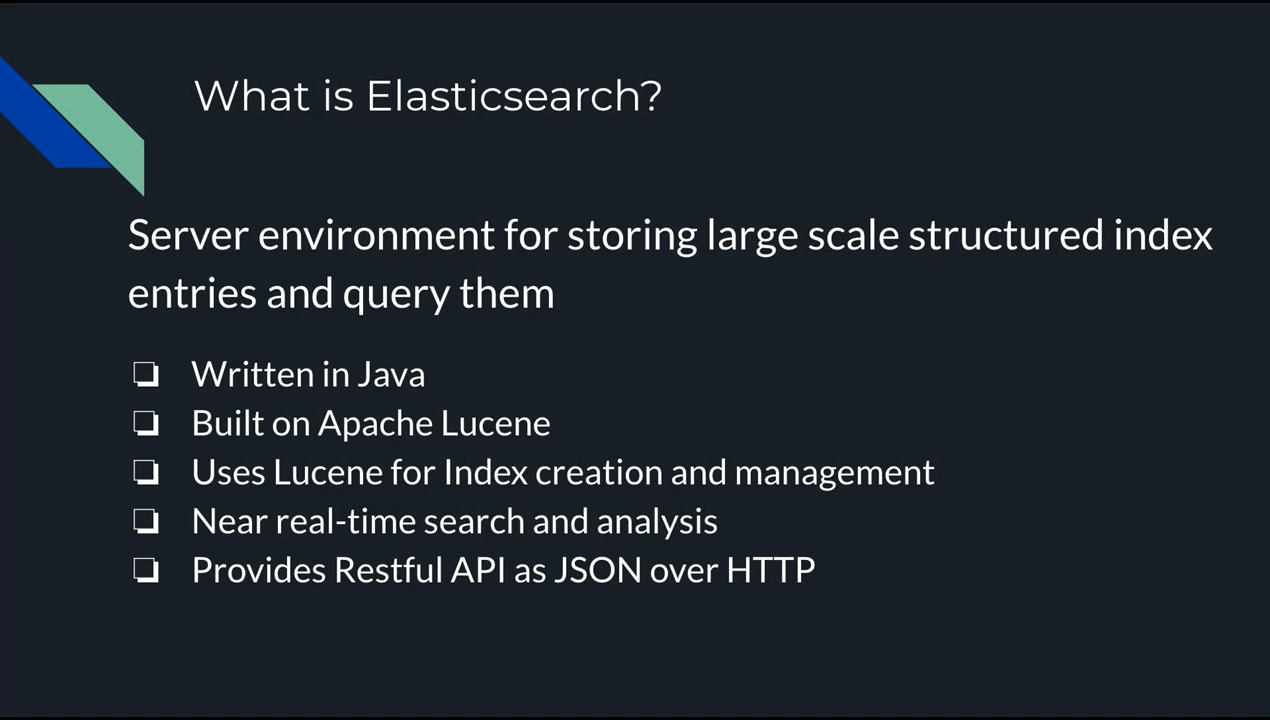 What is Elasticsearch?
Server environment for storing large scale structured index
entries and query them
❏ Written in Java
❏ Built on Apache Lucene
❏ Uses Lucene for Index creation and management
❏ Near real-time search and analysis
❏ Provides Restful API as JSON over HTTP